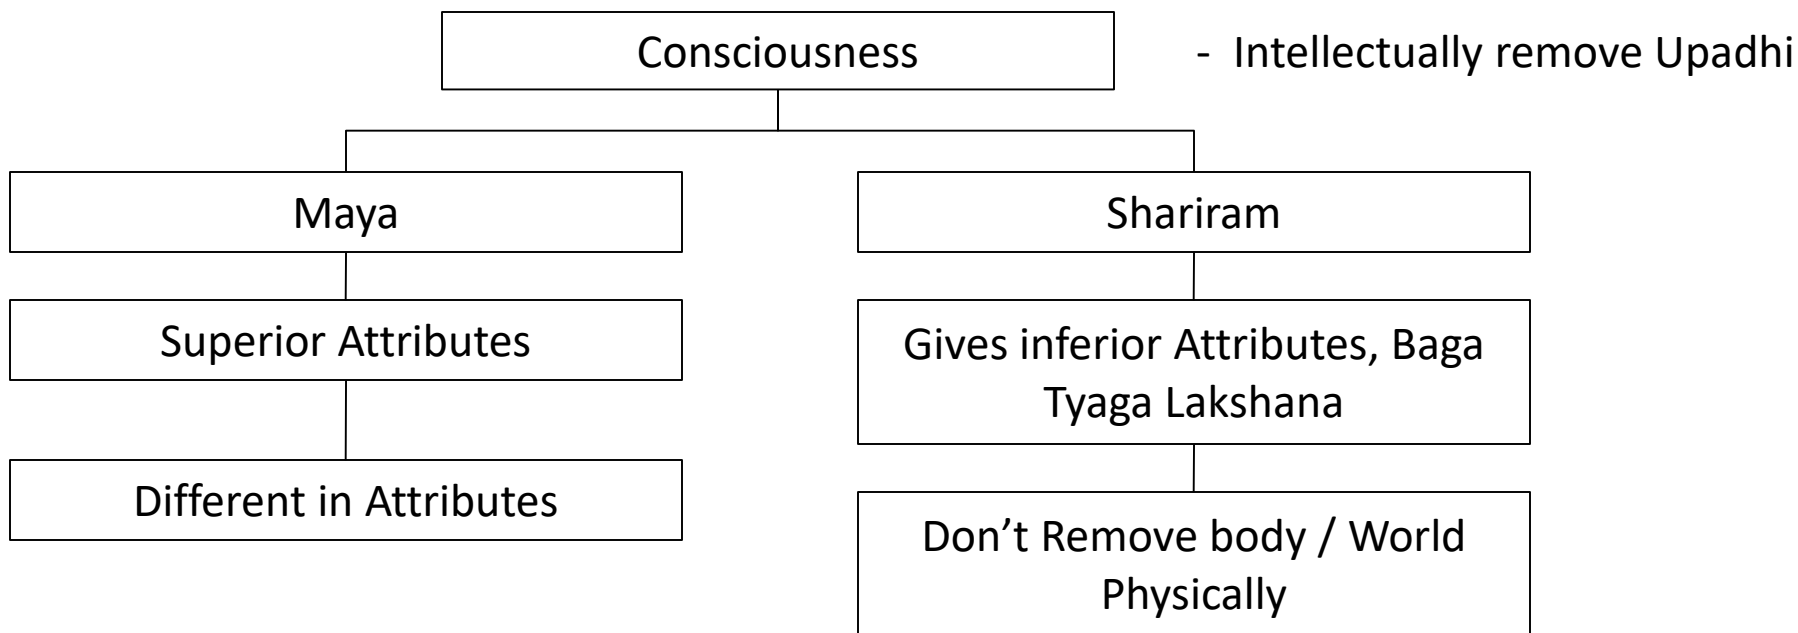 Consciousness
- Intellectually remove Upadhi
Maya
Shariram
Superior Attributes
Gives inferior Attributes, Baga
Tyaga Lakshana
Different in Attributes
Don’t Remove body / World
Physically